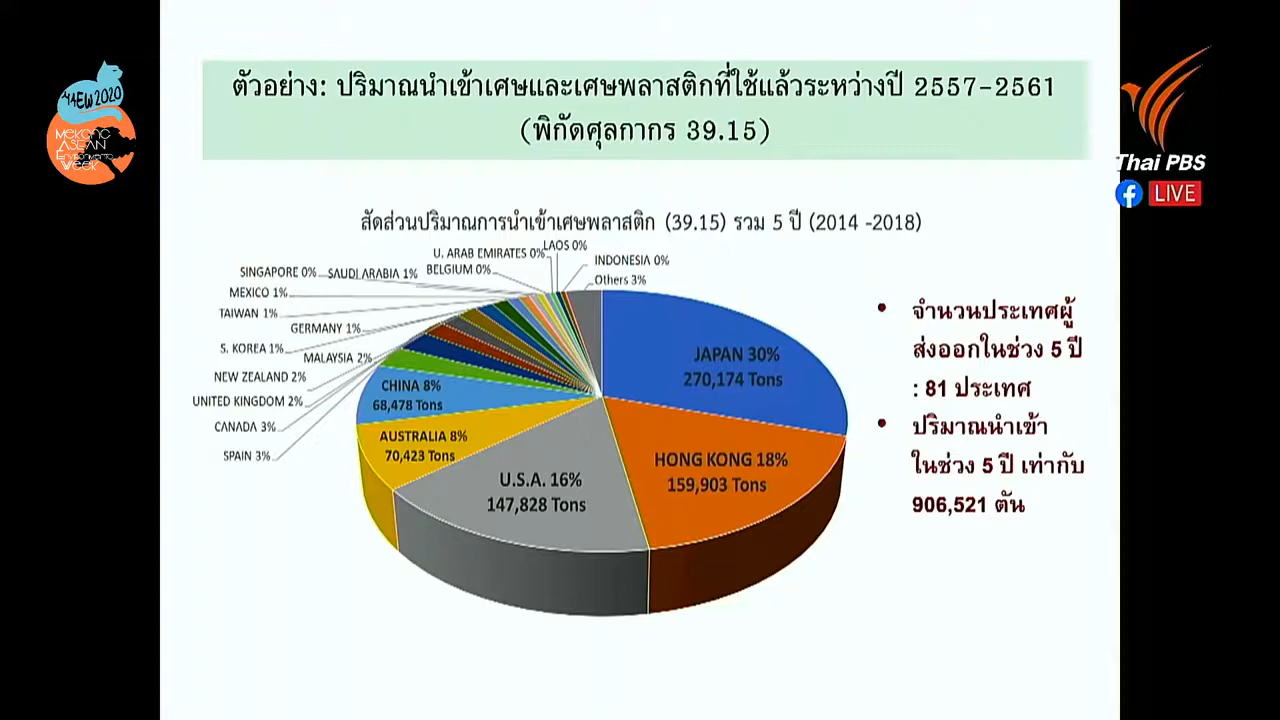 MAEW 2020
MEKONG
ASEAN
ENVIRONMENTAL
WEEK
Thai PBS
LIVE
ตัวอย่าง: ปริมาณนำเข้าเศษและเศษพลาสติกที่ใช้แล้วระหว่างปี 2557-2561
(พิกัดศุลกากร 39.15)
สัดส่วนปริมาณการนำเข้าเศษพลาสติก (39.15) รวม 5 ปี (2014 -2018)
LAOS 0%
U. ARAB EMIRATES 0%
INDONESIA 0%
BELGIUM 0%
SINGAPORE 0%
SAUDI ARABIA 1%
Others 3%
MEXICO 1%
TAIWAN 1%
GERMANY 1%
S. KOREA 1%
MALAYSIA 2%
NEW ZEALAND 2%
UNITED KINGDOM 2%
CANADA 3%
SPAIN 3%
JAPAN 30%
270,174 Tons
CHINA 8%
68,478 Tons
AUSTRALIA 8%
70,423 Tons
HONG KONG 18%
159,903 Tons
U.S.A. 16%
147,828 Tons
• จำนวนประเทศผู้
ส่งออกในช่วง 5 ปี
: 81 ประเทศ
• ปริมาณนำเข้า
ในช่วง 5 ปี เท่ากับ
906,521 ตัน